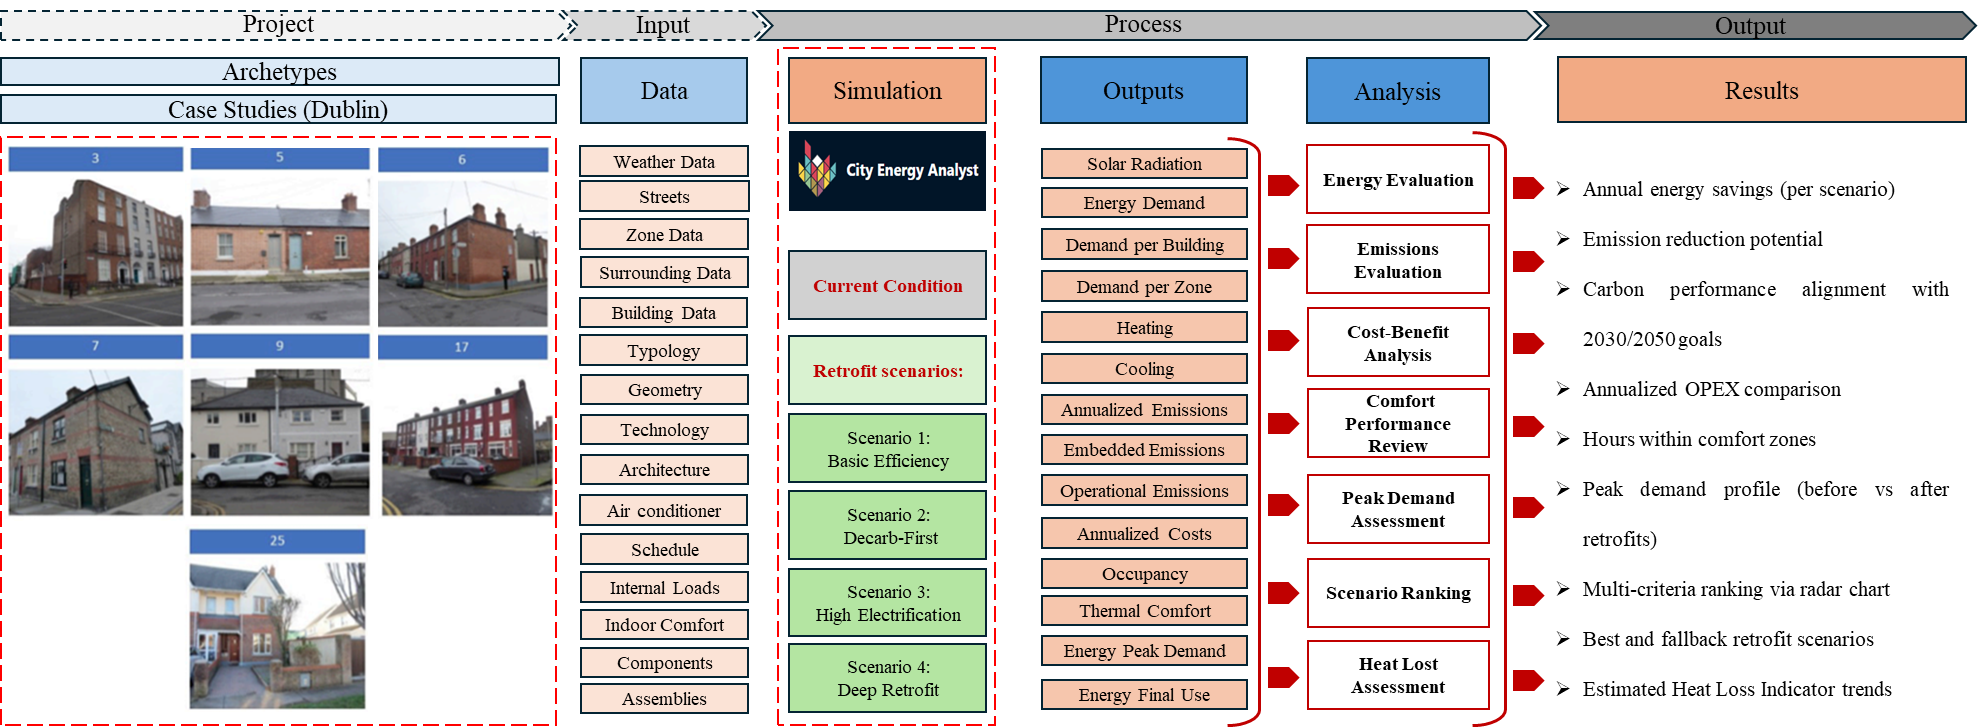 Project
Input
Process
Output
Archetypes
Case Studies (Dublin)
3
5
6
7
9
17
25
Data
Weather Data
Streets
Zone Data
Surrounding Data
Building Data
Typology
Geometry
Technology
Architecture
Air conditioner
Schedule
Internal Loads
Indoor Comfort
Components
Assemblies
Simulation
City Energy Analyst
Current Condition
Retrofit scenarios:
Scenario 1:
Basic Efficiency
Scenario 2:
Decarb-First
Scenario 3:
High Electrification
Scenario 4:
Deep Retrofit
Outputs
Solar Radiation
Energy Demand
Demand per Building
Demand per Zone
Heating
Cooling
Annualized Emissions
Embedded Emissions
Operational Emissions
Annualized Costs
Occupancy
Thermal Comfort
Energy Peak Demand
Energy Final Use
Analysis
Energy Evaluation
Emissions
Evaluation
Cost-Benefit
Analysis
Comfort
Performance
Review
Peak Demand
Assessment
Scenario Ranking
Heat Lost
Assessment
Results
➢ Annual energy savings (per scenario)
➢ Emission reduction potential
➢ Carbon performance alignment with
2030/2050 goals
➢ Annualized OPEX comparison
➢ Hours within comfort zones
➢ Peak demand profile (before vs after
retrofits)
➢ Multi-criteria ranking via radar chart
➢ Best and fallback retrofit scenarios
➢ Estimated Heat Loss Indicator trends